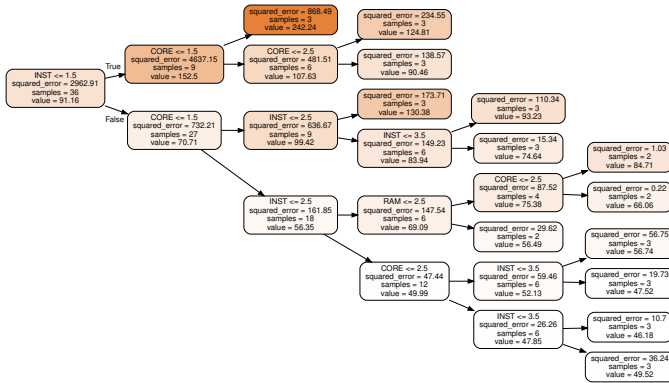 INST <= 1.5
squared_error = 2962.91
samples = 36
value = 91.16
True
False
CORE <= 1.5
squared_error = 4637.15
samples = 9
value = 152.5
squared_error = 868.49
samples = 3
value = 242.24
CORE <= 2.5
squared_error = 481.51
samples = 6
value = 107.63
squared_error = 234.55
samples = 3
value = 124.81
squared_error = 138.57
samples = 3
value = 90.46
CORE <= 1.5
squared_error = 732.21
samples = 27
value = 70.71
INST <= 2.5
squared_error = 636.67
samples = 9
value = 99.42
squared_error = 173.71
samples = 3
value = 130.38
INST <= 3.5
squared_error = 149.23
samples = 6
value = 83.94
squared_error = 110.34
samples = 3
value = 93.23
squared_error = 15.34
samples = 3
value = 74.64
INST <= 2.5
squared_error = 161.85
samples = 18
value = 56.35
RAM <= 2.5
squared_error = 147.54
samples = 6
value = 69.09
CORE <= 2.5
squared_error = 87.52
samples = 4
value = 75.38
squared_error = 1.03
samples = 2
value = 84.71
squared_error = 0.22
samples = 2
value = 66.06
squared_error = 29.62
samples = 2
value = 56.49
CORE <= 2.5
squared_error = 47.44
samples = 12
value = 49.99
INST <= 3.5
squared_error = 59.46
samples = 6
value = 52.13
squared_error = 56.75
samples = 3
value = 56.74
squared_error = 19.73
samples = 3
value = 47.52
INST <= 3.5
squared_error = 26.26
samples = 6
value = 47.85
squared_error = 10.7
samples = 3
value = 46.18
squared_error = 36.24
samples = 3
value = 49.52